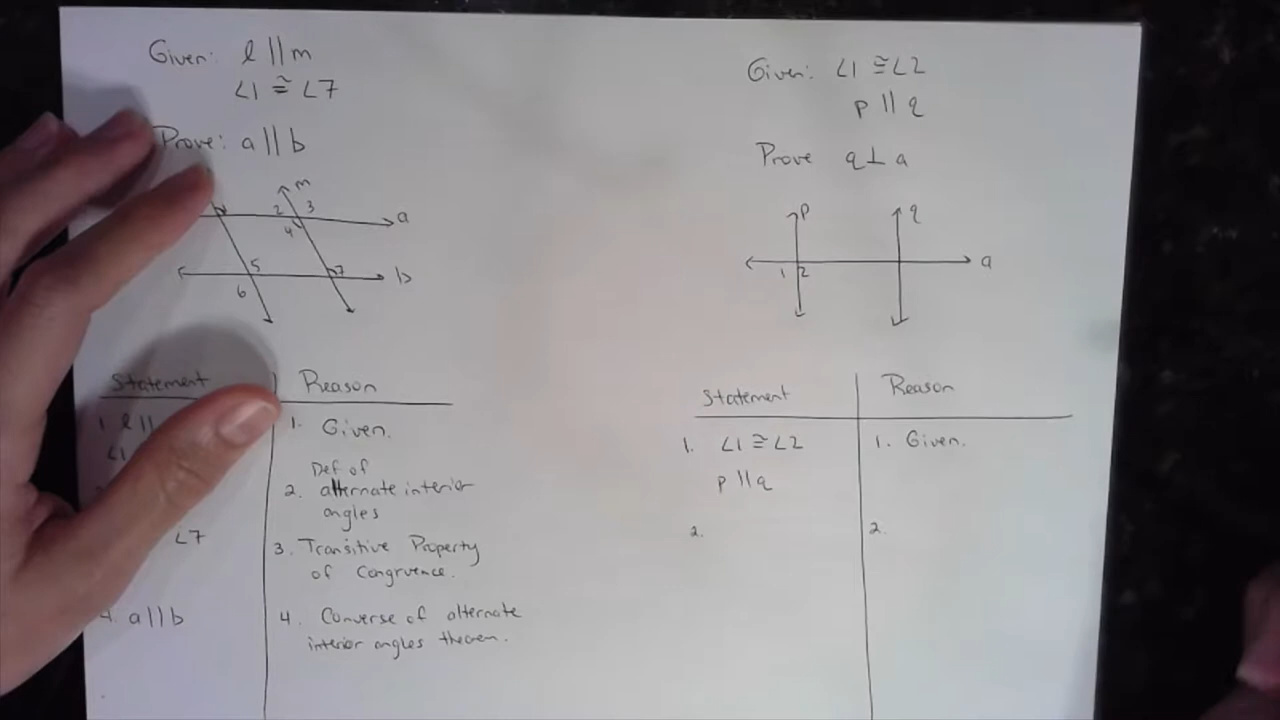 Given: l || m
∠1 ≅ ∠7
Prove: a || b
m
2 3
a
4
5
7
b
6
Statement Reason
1. l || 1. Given.
∠1
Def of
2. alternate interior
angles
∠7 3. Transitive Property
of Congruence.
4. a || b 4. Converse of alternate
interior angles theorem.
Given: ∠1 ≅ ∠2
p || q
Prove q ⊥ a
p q
a
1 2
Statement Reason
1. ∠1 ≅ ∠2 1. Given.
p || q
2. 2.